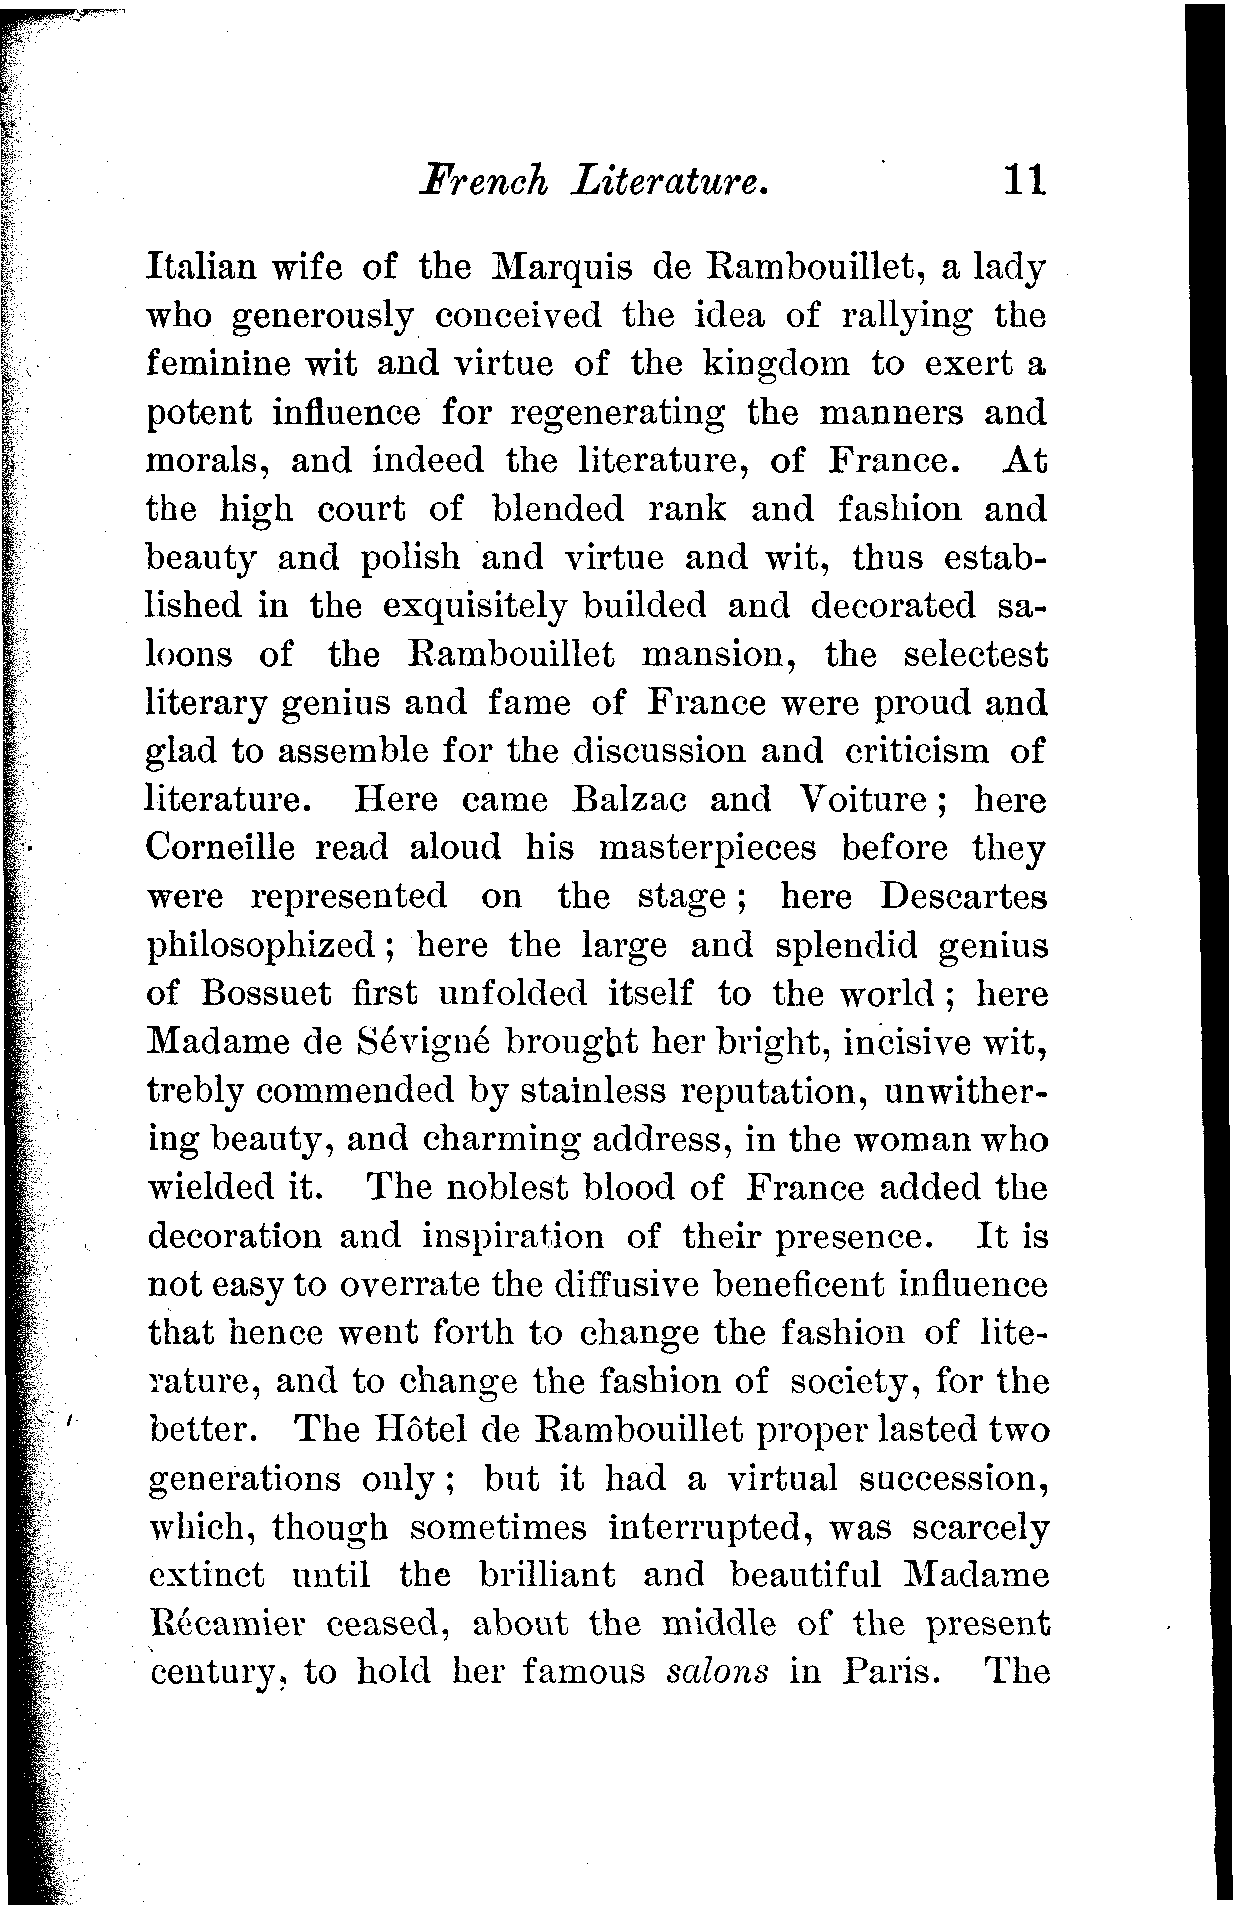 French Literature. 11
Italian wife of the Marquis de Rambouillet, a lady
who generously conceived the idea of rallying the
feminine wit and virtue of the kingdom to exert a
potent influence for regenerating the manners and
morals, and indeed the literature, of France. At
the high court of blended rank and fashion and
beauty and polish and virtue and wit, thus estab-
lished in the exquisitely builded and decorated sa-
loons of the Rambouillet mansion, the selectest
literary genius and fame of France were proud and
glad to assemble for the discussion and criticism of
literature. Here came Balzac and Voiture ; here
Corneille read aloud his masterpieces before they
were represented on the stage ; here Descartes
philosophized ; here the large and splendid genius
of Bossuet first unfolded itself to the world ; here
Madame de Sévigné brought her bright, incisive wit,
trebly commended by stainless reputation, unwither-
ing beauty, and charming address, in the woman who
wielded it. The noblest blood of France added the
decoration and inspiration of their presence. It is
not easy to overrate the diffusive beneficent influence
that hence went forth to change the fashion of lite-
rature, and to change the fashion of society, for the
better. The Hôtel de Rambouillet proper lasted two
generations only ; but it had a virtual succession,
which, though sometimes interrupted, was scarcely
extinct until the brilliant and beautiful Madame
Récamier ceased, about the middle of the present
century, to hold her famous salons in Paris. The